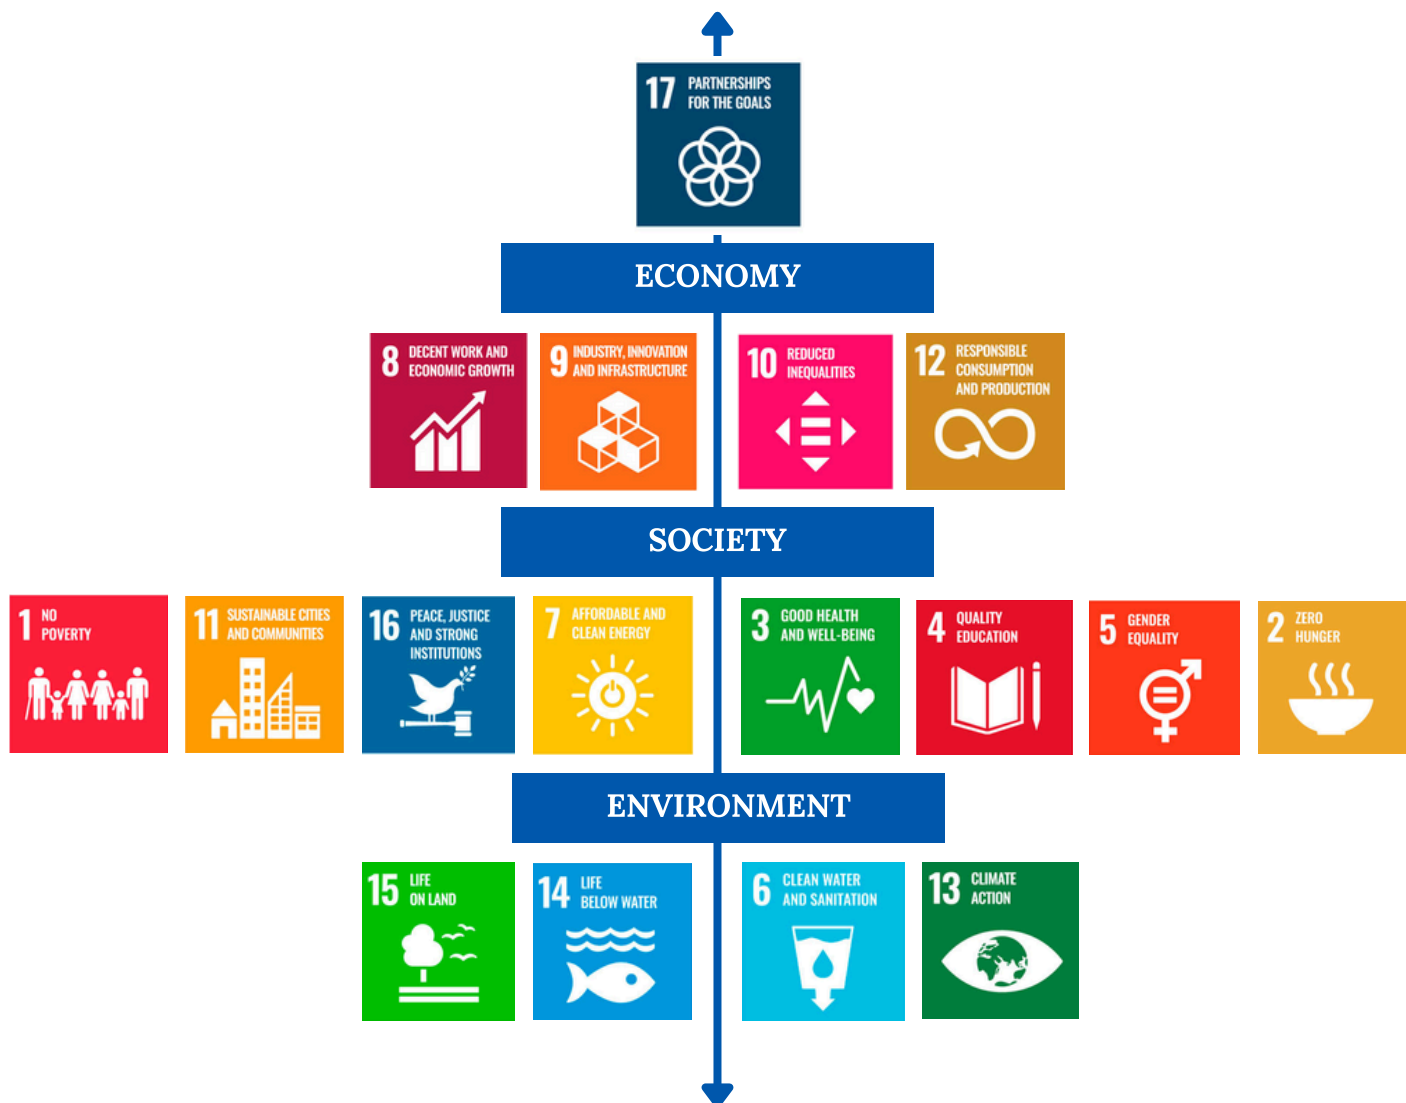 17 PARTNERSHIPS
FOR THE GOALS
ECONOMY
8 DECENT WORK AND
ECONOMIC GROWTH
9 INDUSTRY, INNOVATION
AND INFRASTRUCTURE
10 REDUCED
INEQUALITIES
12 RESPONSIBLE
CONSUMPTION
AND PRODUCTION
SOCIETY
1 NO
POVERTY
11 SUSTAINABLE CITIES
AND COMMUNITIES
16 PEACE, JUSTICE
AND STRONG
INSTITUTIONS
7 AFFORDABLE AND
CLEAN ENERGY
3 GOOD HEALTH
AND WELL-BEING
4 QUALITY
EDUCATION
5 GENDER
EQUALITY
2 ZERO
HUNGER
ENVIRONMENT
15 LIFE
ON LAND
14 LIFE
BELOW WATER
6 CLEAN WATER
AND SANITATION
13 CLIMATE
ACTION